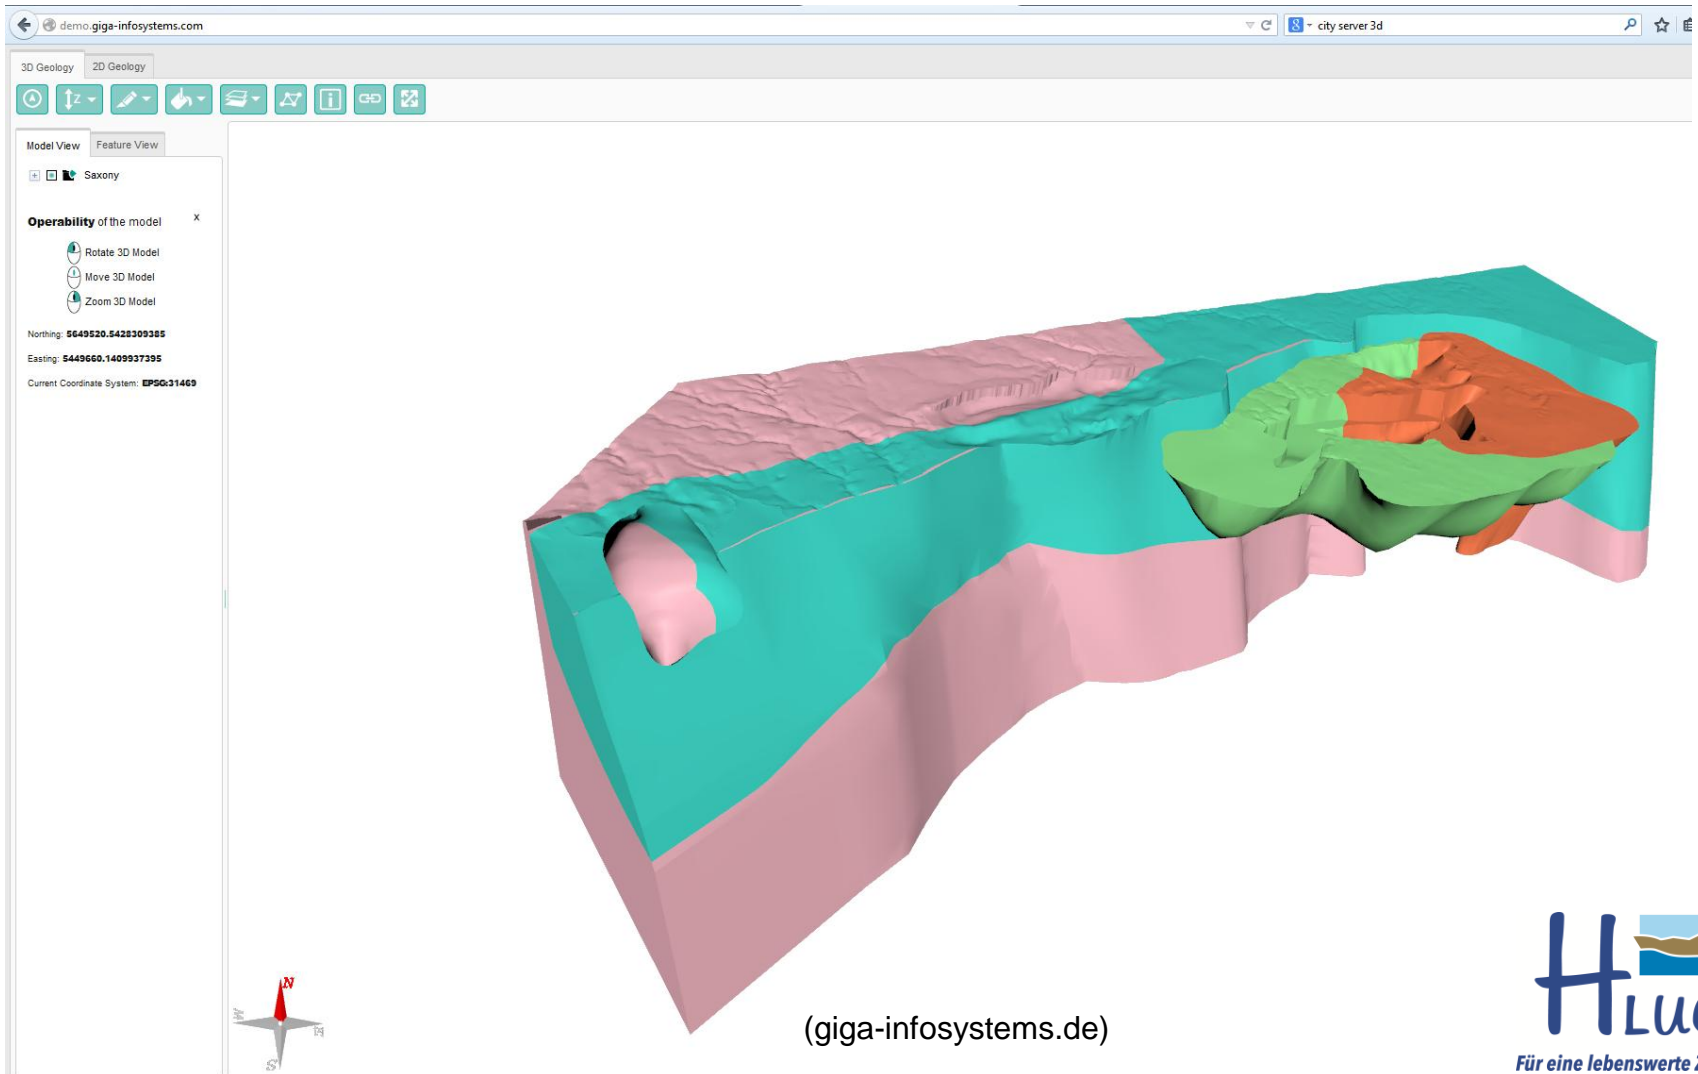 demo.giga-infosystems.com
8 city server 3d
3D Geology 2D Geology
Z
Model View Feature View
Saxony
Operability of the model x
Rotate 3D Model
Move 3D Model
Zoom 3D Model
Northing: 5649520.5428309385
Easting: 5449660.1409937395
Current Coordinate System: EPSG:31469
N
W
E
S
(giga-infosystems.de)
HLU
Für eine lebenswerte